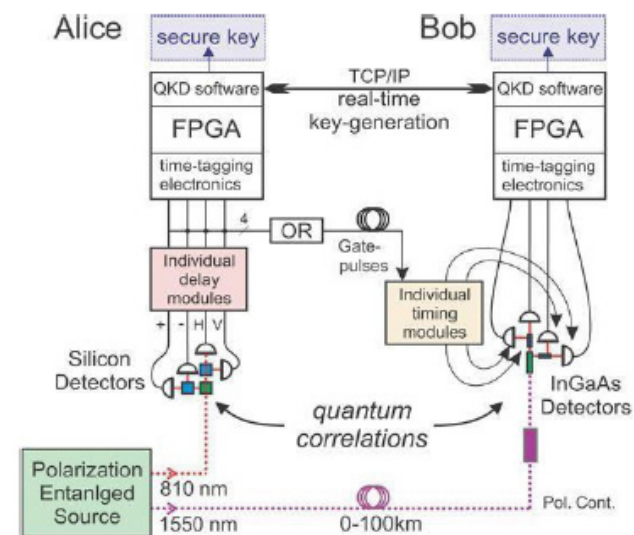 Alice
Bob
secure key
secure key
QKD software
TCP/IP
real-time
key-generation
QKD software
FPGA
FPGA
time-tagging
electronics
time-tagging
electronics
4
OR
Gate-
pulses
Individual
delay
modules
Individual
timing
modules
+ - H V
Silicon
Detectors
InGaAs
Detectors
quantum
correlations
Polarization
Entanlged
Source
810 nm
1550 nm
0-100km
Pol. Cont.